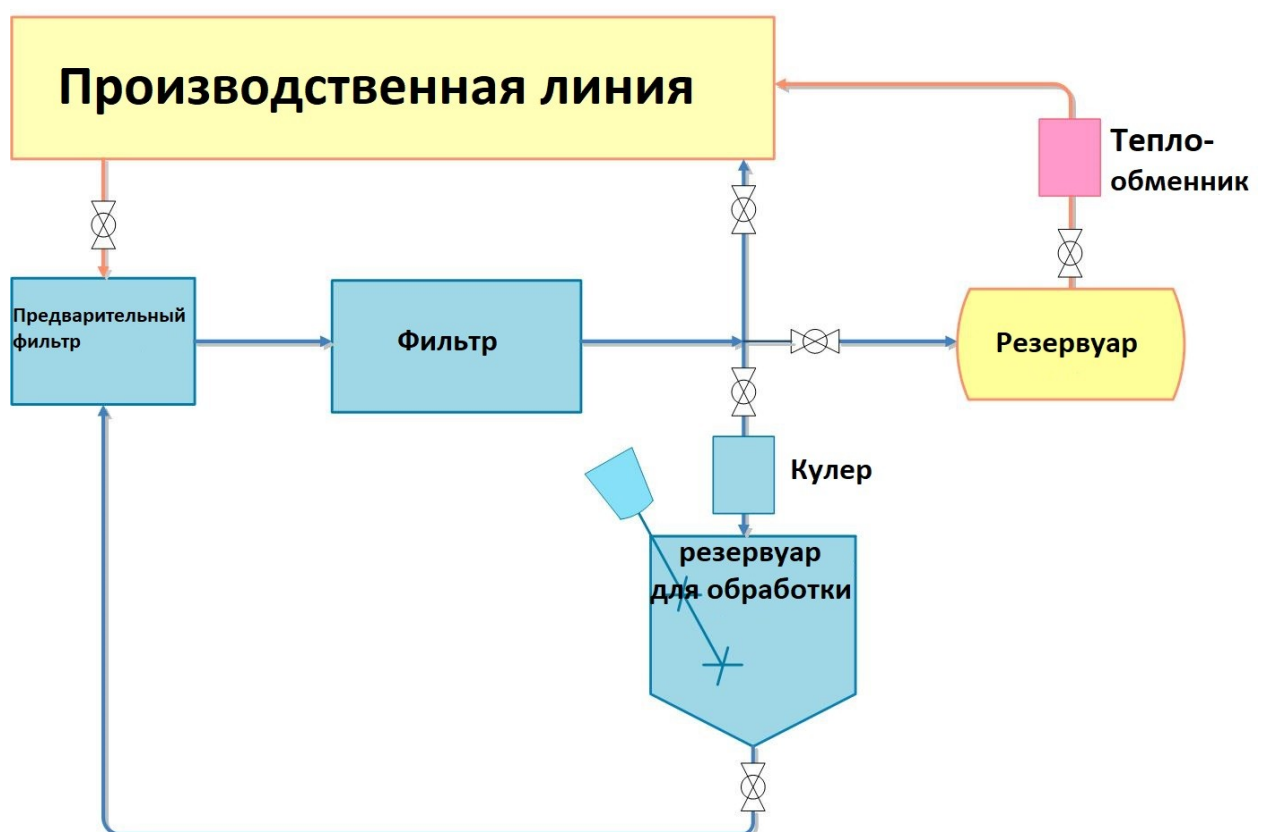 Производственная линия
Тепло-
обменник
Предварительный
фильтр
Фильтр
Резервуар
Кулер
резервуар
для обработки